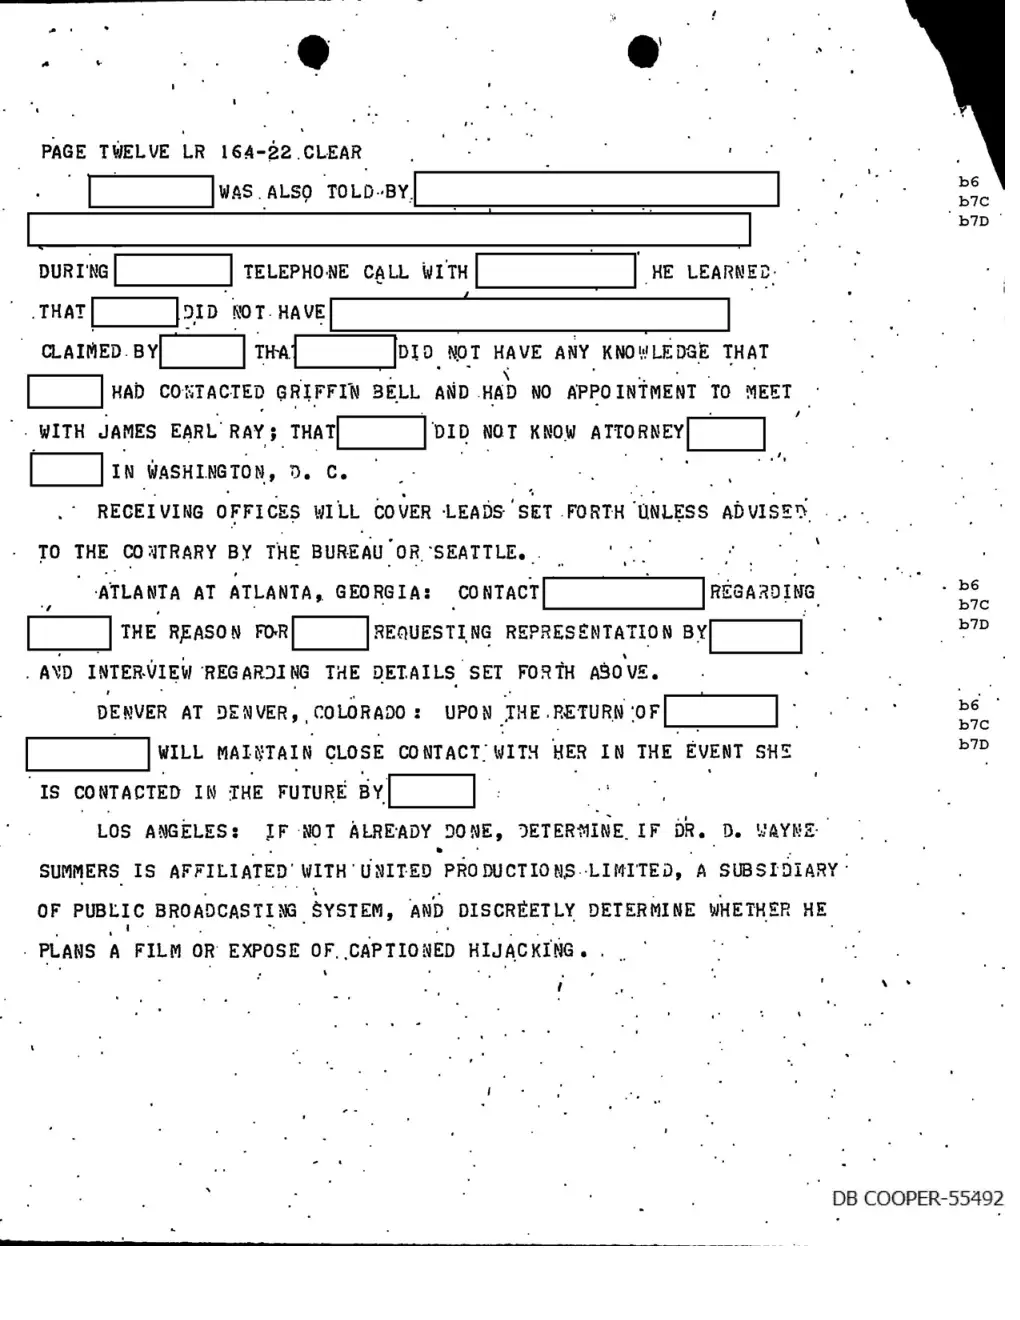 PAGE TWELVE LR 164-22 CLEAR
WAS ALSO TOLD BY
b6
b7C
b7D
DURING TELEPHONE CALL WITH HE LEARNED
THAT DID NOT HAVE
CLAIMED BY THAT DID NOT HAVE ANY KNOWLEDGE THAT
HAD CONTACTED GRIFFIN BELL AND HAD NO APPOINTMENT TO MEET
WITH JAMES EARL RAY; THAT DID NOT KNOW ATTORNEY
IN WASHINGTON, D. C.
RECEIVING OFFICES WILL COVER LEADS SET FORTH UNLESS ADVISED
TO THE CONTRARY BY THE BUREAU OR SEATTLE.
ATLANTA AT ATLANTA, GEORGIA: CONTACT REGARDING
b6
b7C
b7D
THE REASON FOR REQUESTING REPRESENTATION BY
AND INTERVIEW REGARDING THE DETAILS SET FORTH ABOVE.
DENVER AT DENVER, COLORADO: UPON THE RETURN OF
b6
b7C
b7D
WILL MAINTAIN CLOSE CONTACT WITH HER IN THE EVENT SHE
IS CONTACTED IN THE FUTURE BY
LOS ANGELES: IF NOT ALREADY DONE, DETERMINE IF DR. D. WAYNE
SUMMERS IS AFFILIATED WITH UNITED PRODUCTIONS LIMITED, A SUBSIDIARY
OF PUBLIC BROADCASTING SYSTEM, AND DISCREETLY DETERMINE WHETHER HE
PLANS A FILM OR EXPOSE OF CAPTIONED HIJACKING.
DB COOPER-55492